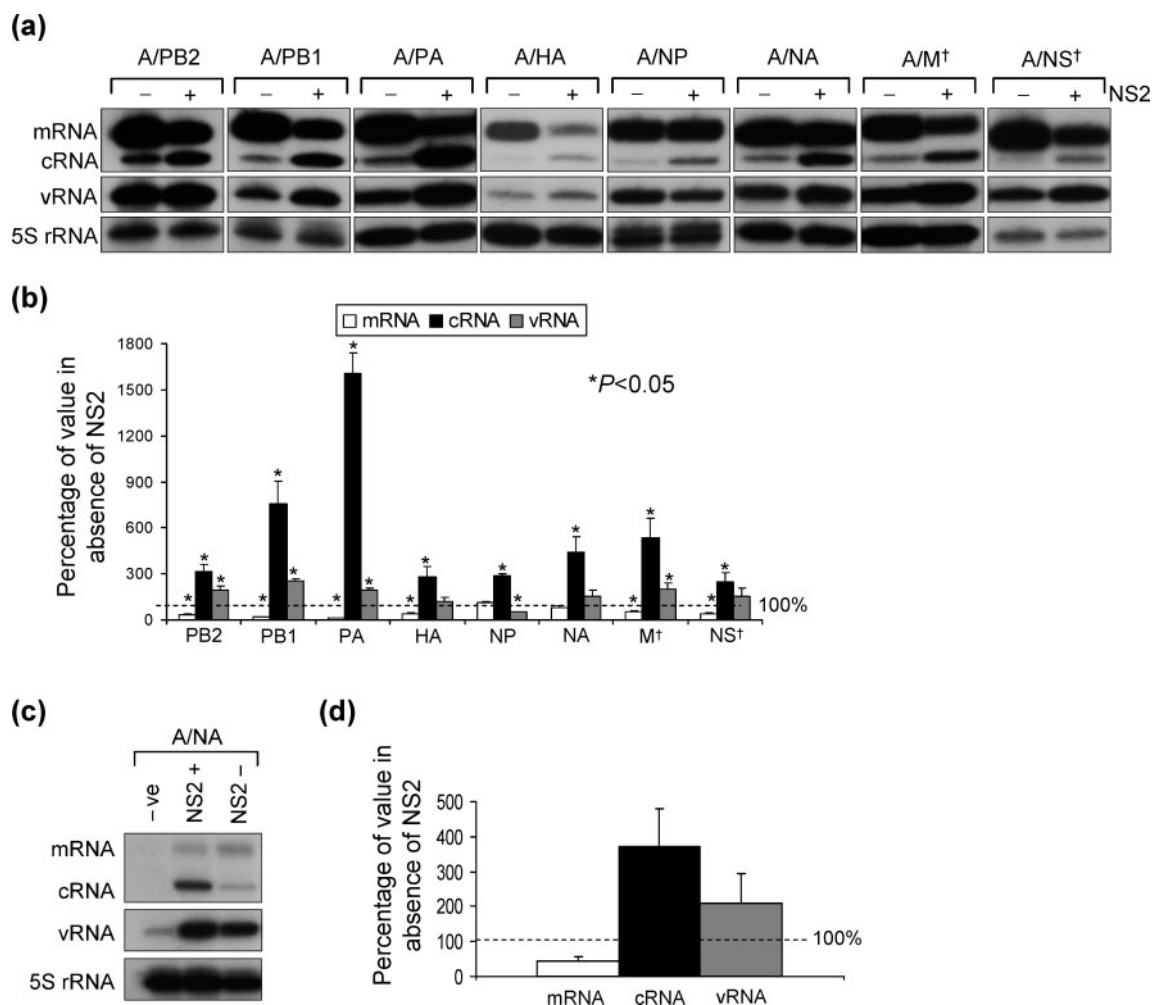 (a)
A/PB2 A/PB1 A/PA A/HA A/NP A/NA A/M† A/NS†
– + – + – + – + – + – + – + – + NS2
mRNA
cRNA
vRNA
5S rRNA
(b)
mRNA cRNA vRNA
*P<0.05
Percentage of value in
absence of NS2
1800
1500
1200
900
600
300
0
* * * * * * * * * * * * * * * * * *
100%
PB2 PB1 PA HA NP NA M† NS†
(c)
A/NA
– ve NS2 + NS2 –
mRNA
cRNA
vRNA
5S rRNA
(d)
Percentage of value in
absence of NS2
500
400
300
200
100
0
100%
mRNA cRNA vRNA